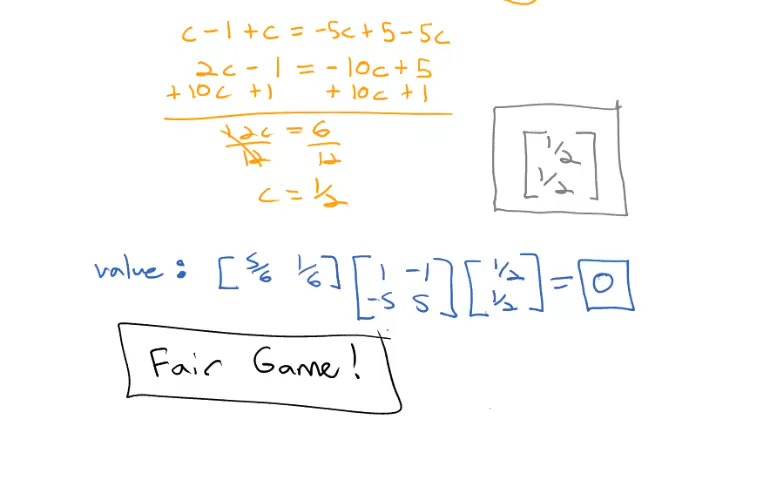 c - 1 + c = -5c + 5 - 5c
2c - 1 = -10c + 5
+10c +1 +10c +1
12c = 6
12 12
c = 1/2
[1/2
1/2]
value: [5/6 1/6] [1 -1
-5 5] [1/2
1/2] = 0
Fair Game!